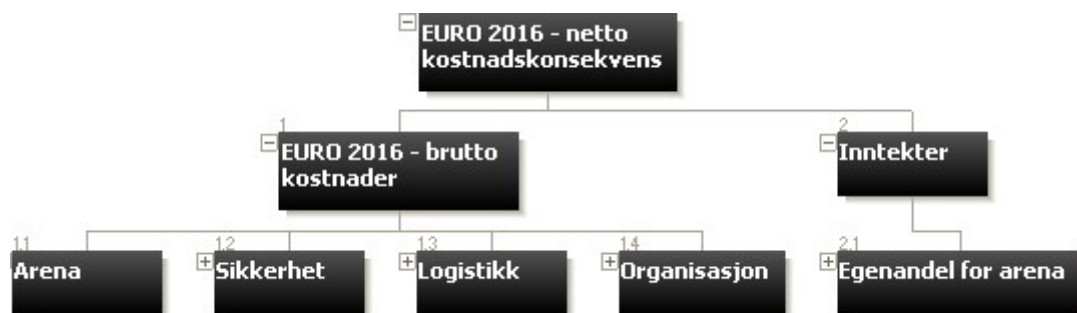 EURO 2016 - netto
kostnadskonsekvens
1
2
EURO 2016 - brutto
kostnader
Inntekter
1.1
1.2
1.3
1.4
2.1
Arena
Sikkerhet
Logistikk
Organisasjon
Egenandel for arena